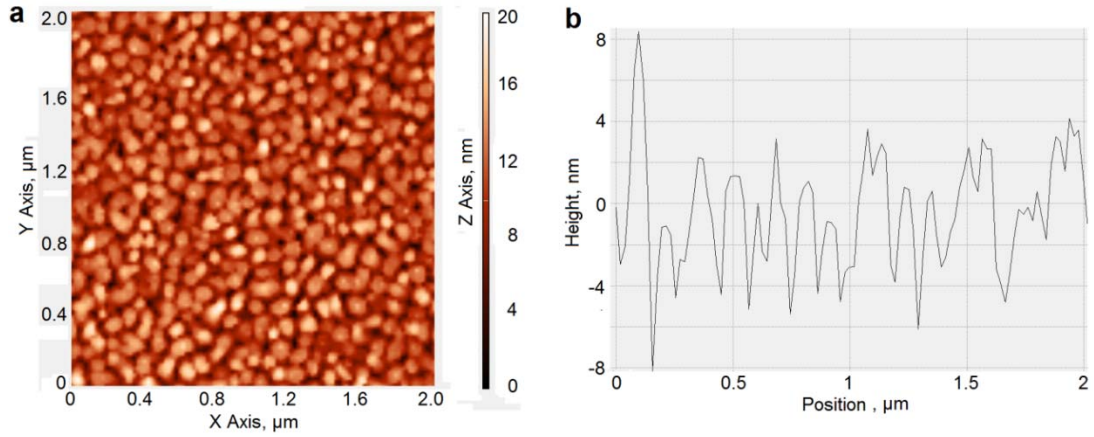 a
2.0
1.6
1.2
0.8
0.4
0
Y Axis, µm
0 0.4 0.8 1.2 1.6 2.0
X Axis, µm
20
16
12
8
4
0
Z Axis, nm
b
8
4
0
-4
-8
Height, nm
0 0.5 1 1.5 2
Position , µm